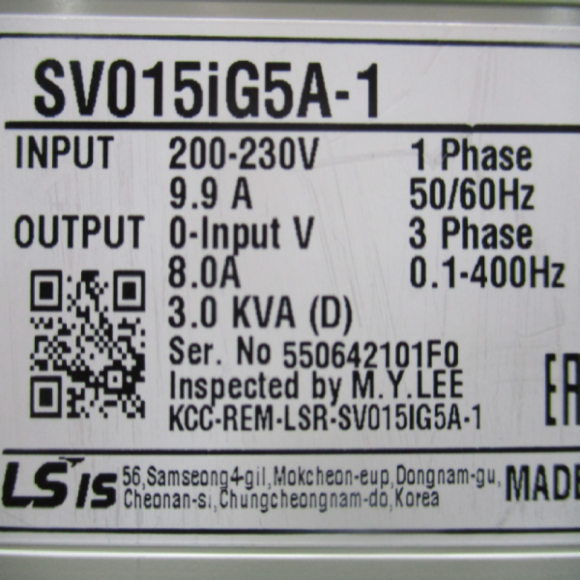 SV015iG5A-1
INPUT 200-230V 1 Phase
9.9 A 50/60Hz
OUTPUT 0-Input V 3 Phase
8.0A 0.1-400Hz
3.0 KVA (D)
Ser. No 550642101F0
Inspected by M.Y.LEE
KCC-REM-LSR-SV015IG5A-1
LSis 56,Samseong4-gil,Mokcheon-eup,Dongnam-gu, MADE
Cheonan-si,Chungcheongnam-do,Korea